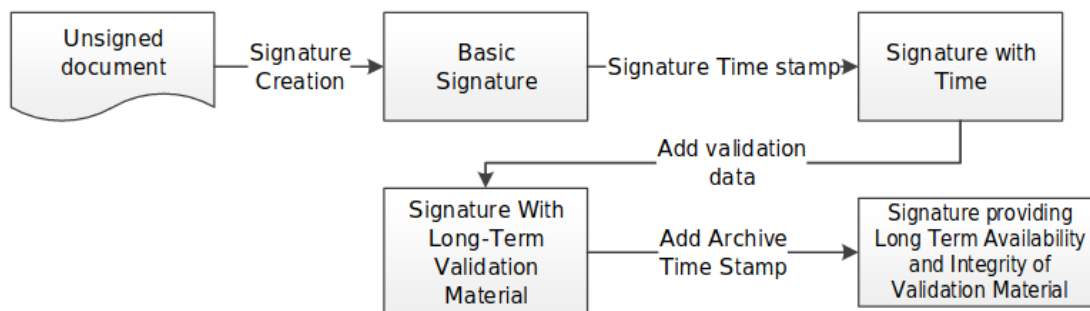 Unsigned
document
Signature
Creation
Basic
Signature
Signature Time stamp
Signature with
Time
Add validation
data
Signature With
Long-Term
Validation
Material
Add Archive
Time Stamp
Signature providing
Long Term Availability
and Integrity of
Validation Material